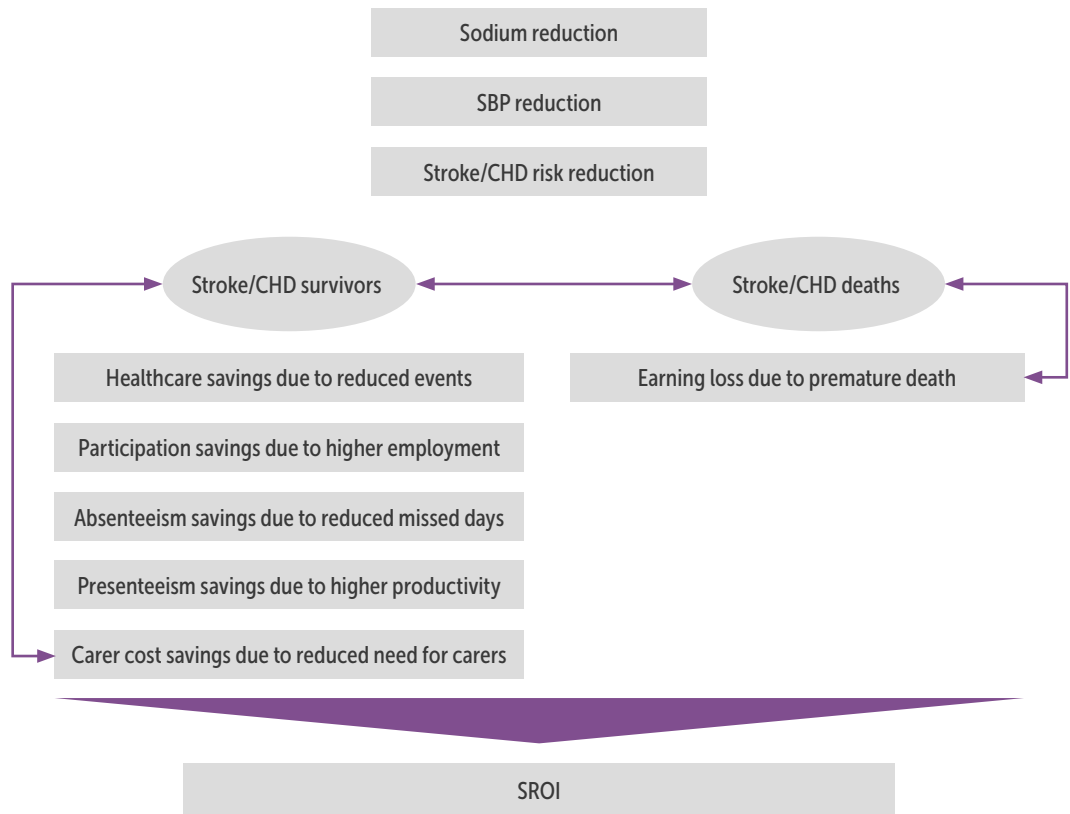 Sodium reduction
SBP reduction
Stroke/CHD risk reduction
Stroke/CHD survivors
Stroke/CHD deaths
Healthcare savings due to reduced events
Earning loss due to premature death
Participation savings due to higher employment
Absenteeism savings due to reduced missed days
Presenteeism savings due to higher productivity
Carer cost savings due to reduced need for carers
SROI